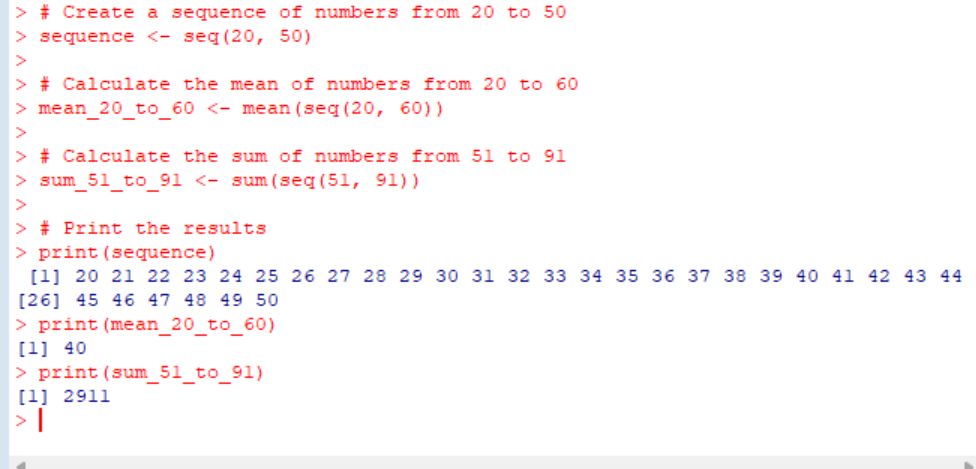 > # Create a sequence of numbers from 20 to 50
> sequence <- seq(20, 50)
>
> # Calculate the mean of numbers from 20 to 60
> mean_20_to_60 <- mean(seq(20, 60))
>
> # Calculate the sum of numbers from 51 to 91
> sum_51_to_91 <- sum(seq(51, 91))
>
> # Print the results
> print(sequence)
 [1] 20 21 22 23 24 25 26 27 28 29 30 31 32 33 34 35 36 37 38 39 40 41 42 43 44
[26] 45 46 47 48 49 50
> print(mean_20_to_60)
[1] 40
> print(sum_51_to_91)
[1] 2911
>